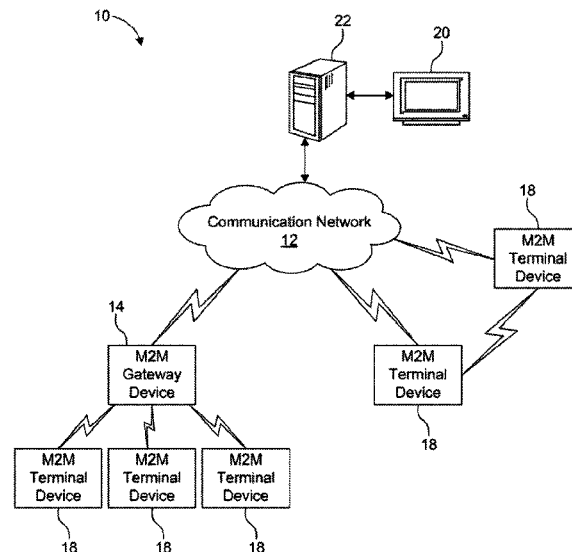 10
22
20
Communication Network
12
18
M2M
Terminal
Device
14
M2M
Gateway
Device
M2M
Terminal
Device
18
M2M
Terminal
Device
M2M
Terminal
Device
M2M
Terminal
Device
18
18
18